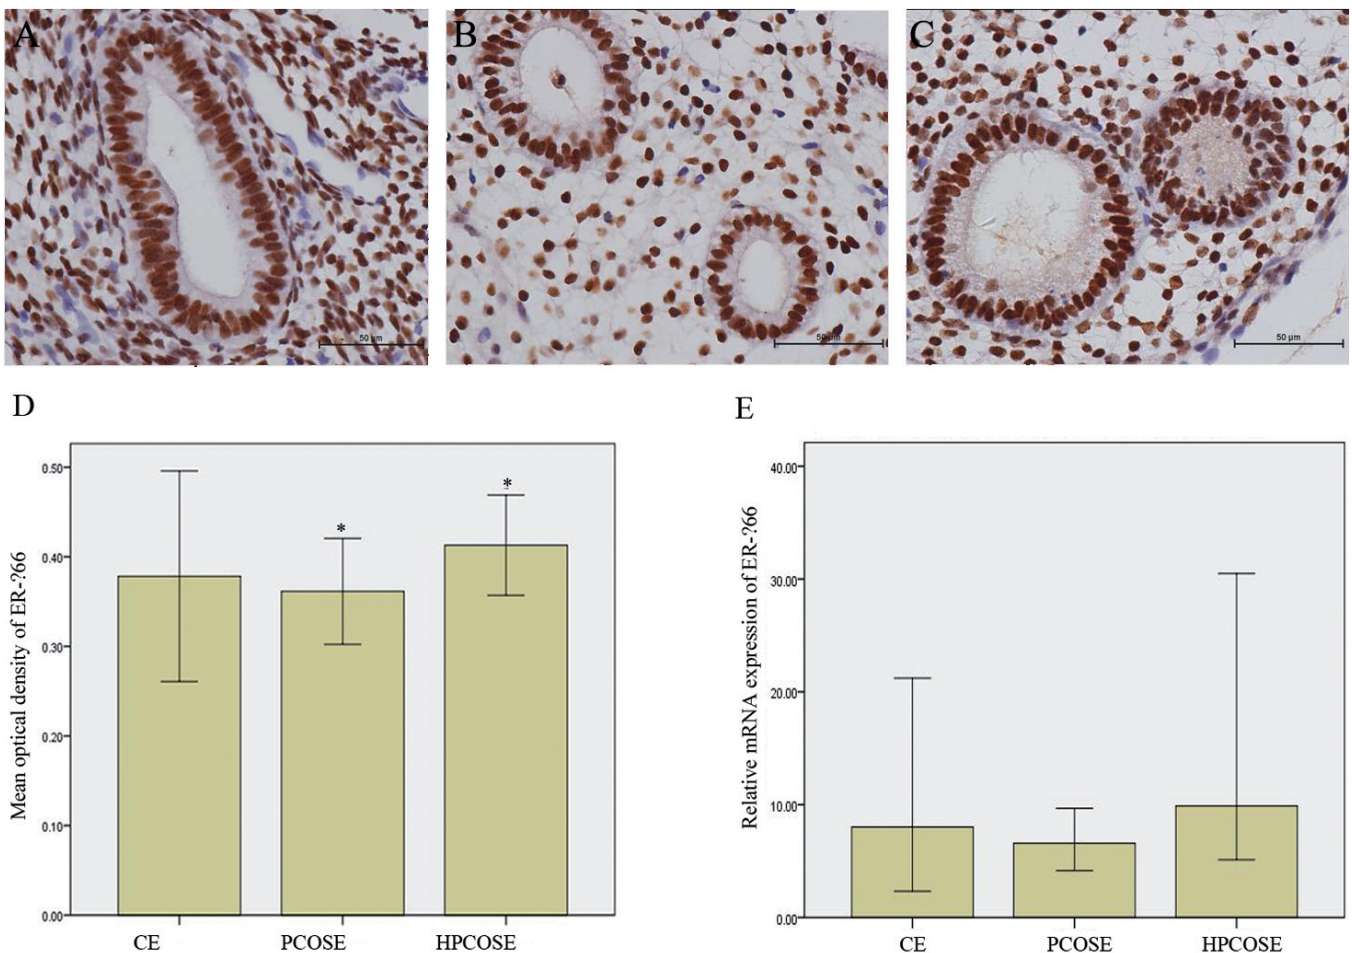 A
B
C
50 µm
50 µm
50 µm
D
E
Mean optical density of ER-?66
0.50
0.40
0.30
0.20
0.10
0.00
*
*
CE
PCOSE
HPCOSE
Relative mRNA expression of ER-?66
40.00
30.00
20.00
10.00
0.00
CE
PCOSE
HPCOSE